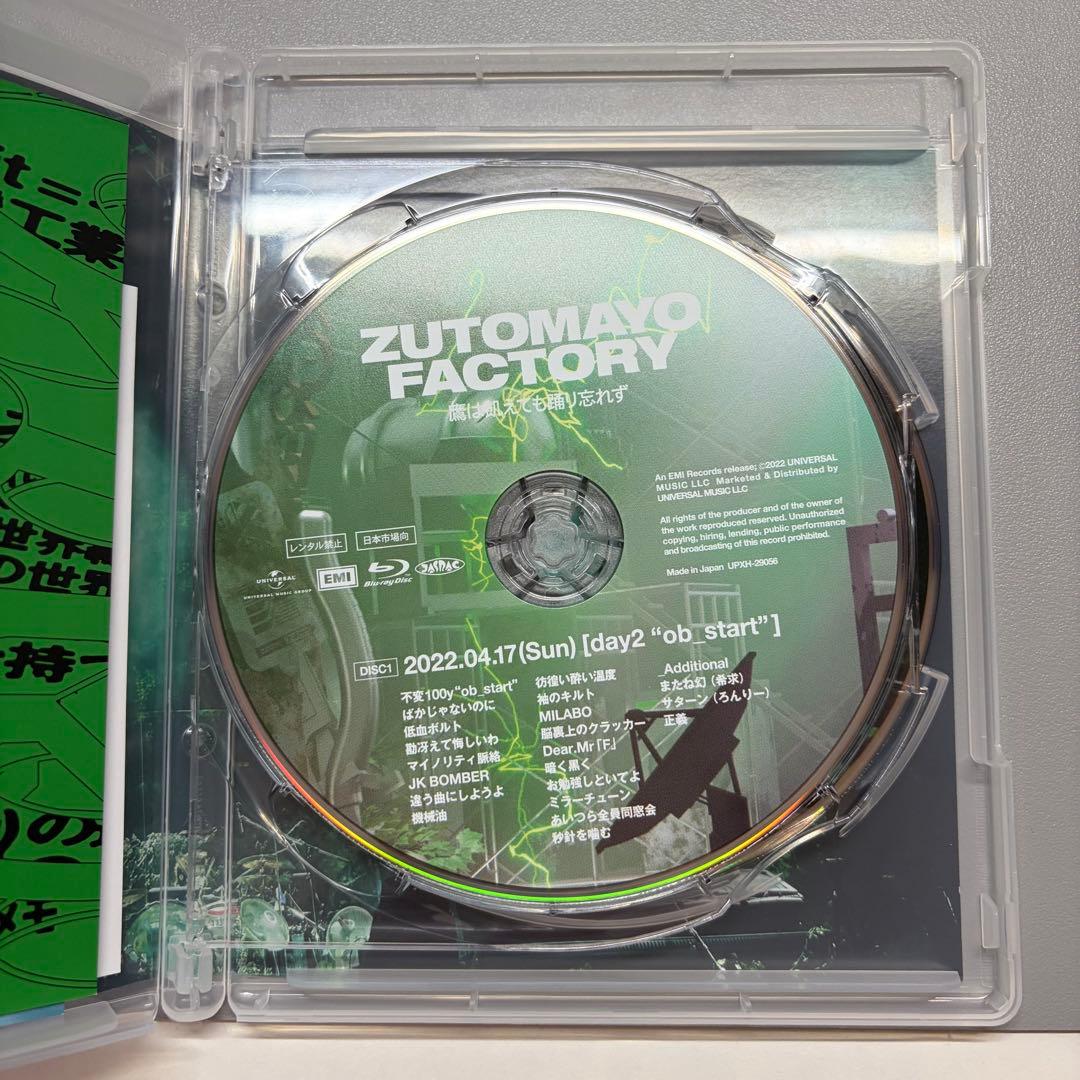 ZUTOMAYO
FACTORY
鷹は飢えても踊り忘れず
An EMI Records release; ©2022 UNIVERSAL
MUSIC LLC Marketed & Distributed by
UNIVERSAL MUSIC LLC
All rights of the producer and of the owner of
the work reproduced reserved. Unauthorized
copying, hiring, lending, public performance
and broadcasting of this record prohibited.
Made in Japan UPXH-29056
レンタル禁止
日本市場向
UNIVERSAL
UNIVERSAL MUSIC GROUP
EMI
Blu-ray Disc
JASRAC
DISC1 2022.04.17(Sun) [day2 “ob_start”]
不変100y“ob_start”
ばかじゃないのに
低血ボルト
勘冴えて悔しいわ
マイノリティ脈絡
JK BOMBER
違う曲にしようよ
機械油
彷徨い酔い温度
袖のキルト
MILABO
脳裏上のクラッカー
Dear.Mr「F」
暗く黒く
お勉強しといてよ
ミラーチューン
あいつら全員同窓会
秒針を噛む
_Additional
またね幻（希求）
サターン（ろんりー）
正義
工業
世界
の世界
持
の